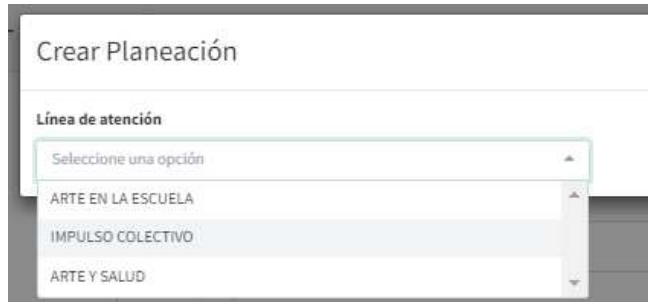 Crear Planeación
Línea de atención
Seleccione una opción
ARTE EN LA ESCUELA
IMPULSO COLECTIVO
ARTE Y SALUD